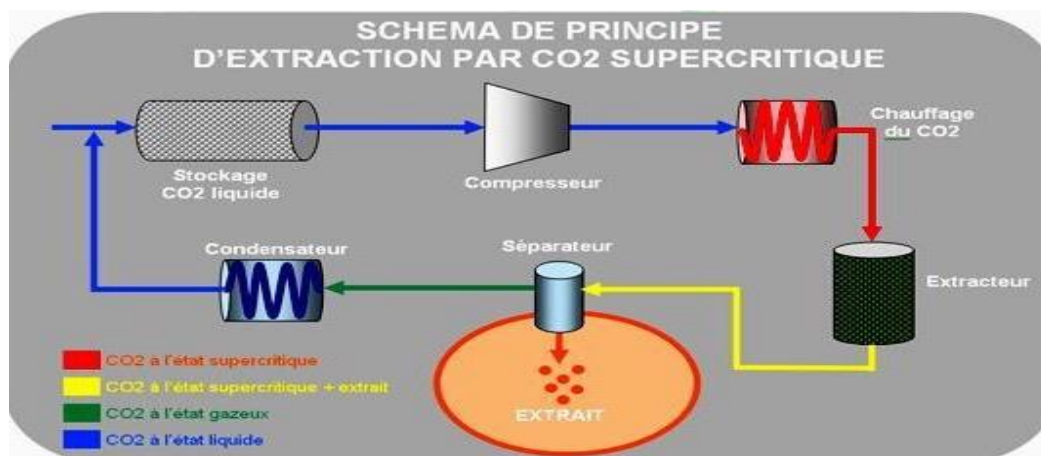 SCHEMA DE PRINCIPE
D'EXTRACTION PAR CO2 SUPERCRITIQUE
Stockage
CO2 liquide
Compresseur
Chauffage
du CO2
Condensateur
Séparateur
Extracteur
EXTRAIT
CO2 à l'état supercritique
CO2 à l'état supercritique + extrait
CO2 à l'état gazeux
CO2 à l'état liquide